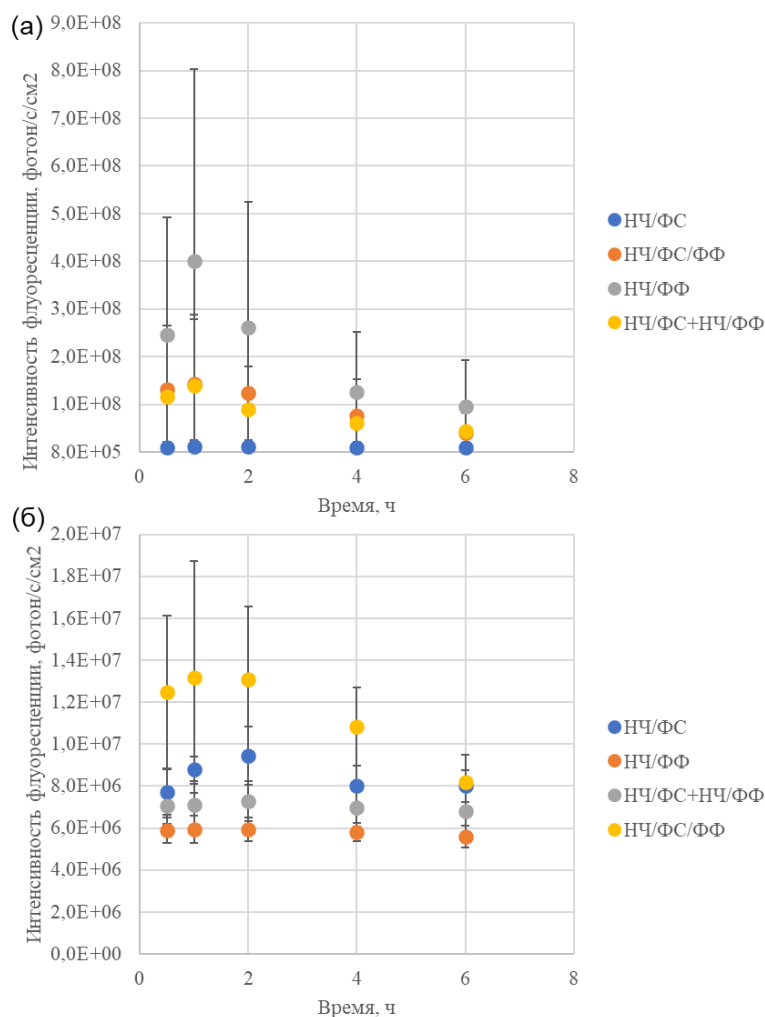 (а)
Интенсивность флуоресценции, фотон/с/см2
9,0E+08
8,0E+08
7,0E+08
6,0E+08
5,0E+08
4,0E+08
3,0E+08
2,0E+08
1,0E+08
8,0E+05
0 2 4 6 8
Время, ч
НЧ/ФС
НЧ/ФС/ФФ
НЧ/ФФ
НЧ/ФС+НЧ/ФФ
(б)
Интенсивность флуоресценции, фотон/с/см2
2,0E+07
1,8E+07
1,6E+07
1,4E+07
1,2E+07
1,0E+07
8,0E+06
6,0E+06
4,0E+06
2,0E+06
0,0E+00
0 2 4 6 8
Время, ч
НЧ/ФС
НЧ/ФФ
НЧ/ФС+НЧ/ФФ
НЧ/ФС/ФФ